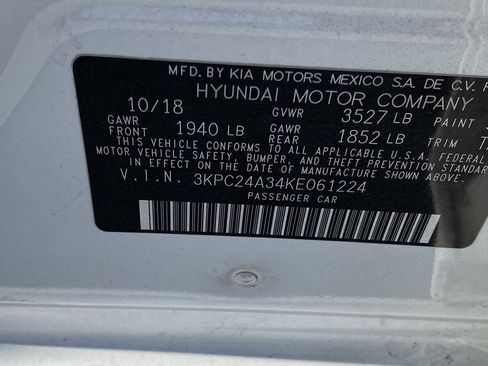 MFD. BY KIA MOTORS MEXICO S.A. DE C.V. F
HYUNDAI MOTOR COMPANY
10/18 GVWR 3527 LB PAINT
GAWR FRONT 1940 LB GAWR REAR 1852 LB TRIM
THIS VEHICLE CONFORMS TO ALL APPLICABLE U.S.A. FEDERAL
MOTOR VEHICLE SAFETY, BUMPER, AND THEFT PREVENTION STANDARD
IN EFFECT ON THE DATE OF MANUFACTURE SHOWN ABOVE.
V.I.N. 3KPC24A34KE061224
PASSENGER CAR